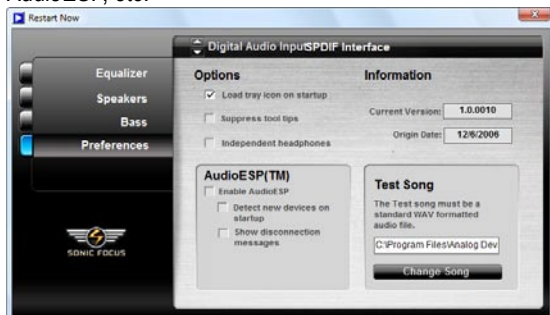 AudioESP, etc.
Restart Now
Digital Audio InputSPDIF Interface
Equalizer
Speakers
Bass
Preferences
SONIC FOCUS
Options
Load tray icon on startup
Suppress tool tips
Independent headphones
Information
Current Version: 1.0.0010
Origin Date: 12/6/2006
AudioESP(TM)
Enable AudioESP
Detect new devices on
startup
Show disconnection
messages
Test Song
The Test song must be a
standard WAV formatted
audio file.
C:\Program Files\Analog Dev
Change Song